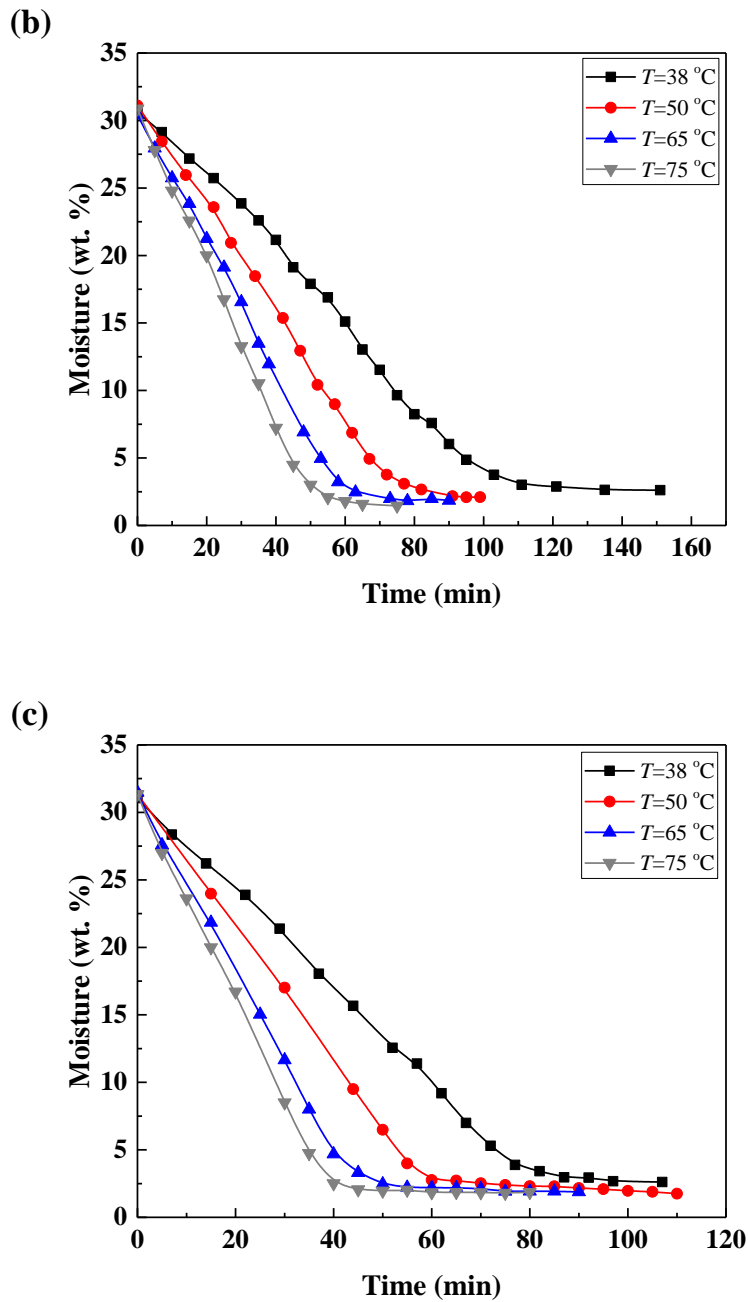 (b)
35
30
25
20
15
10
5
0
Moisture (wt. %)
T=38 °C
T=50 °C
T=65 °C
T=75 °C
0 20 40 60 80 100 120 140 160
Time (min)
(c)
35
30
25
20
15
10
5
0
Moisture (wt. %)
T=38 °C
T=50 °C
T=65 °C
T=75 °C
0 20 40 60 80 100 120
Time (min)